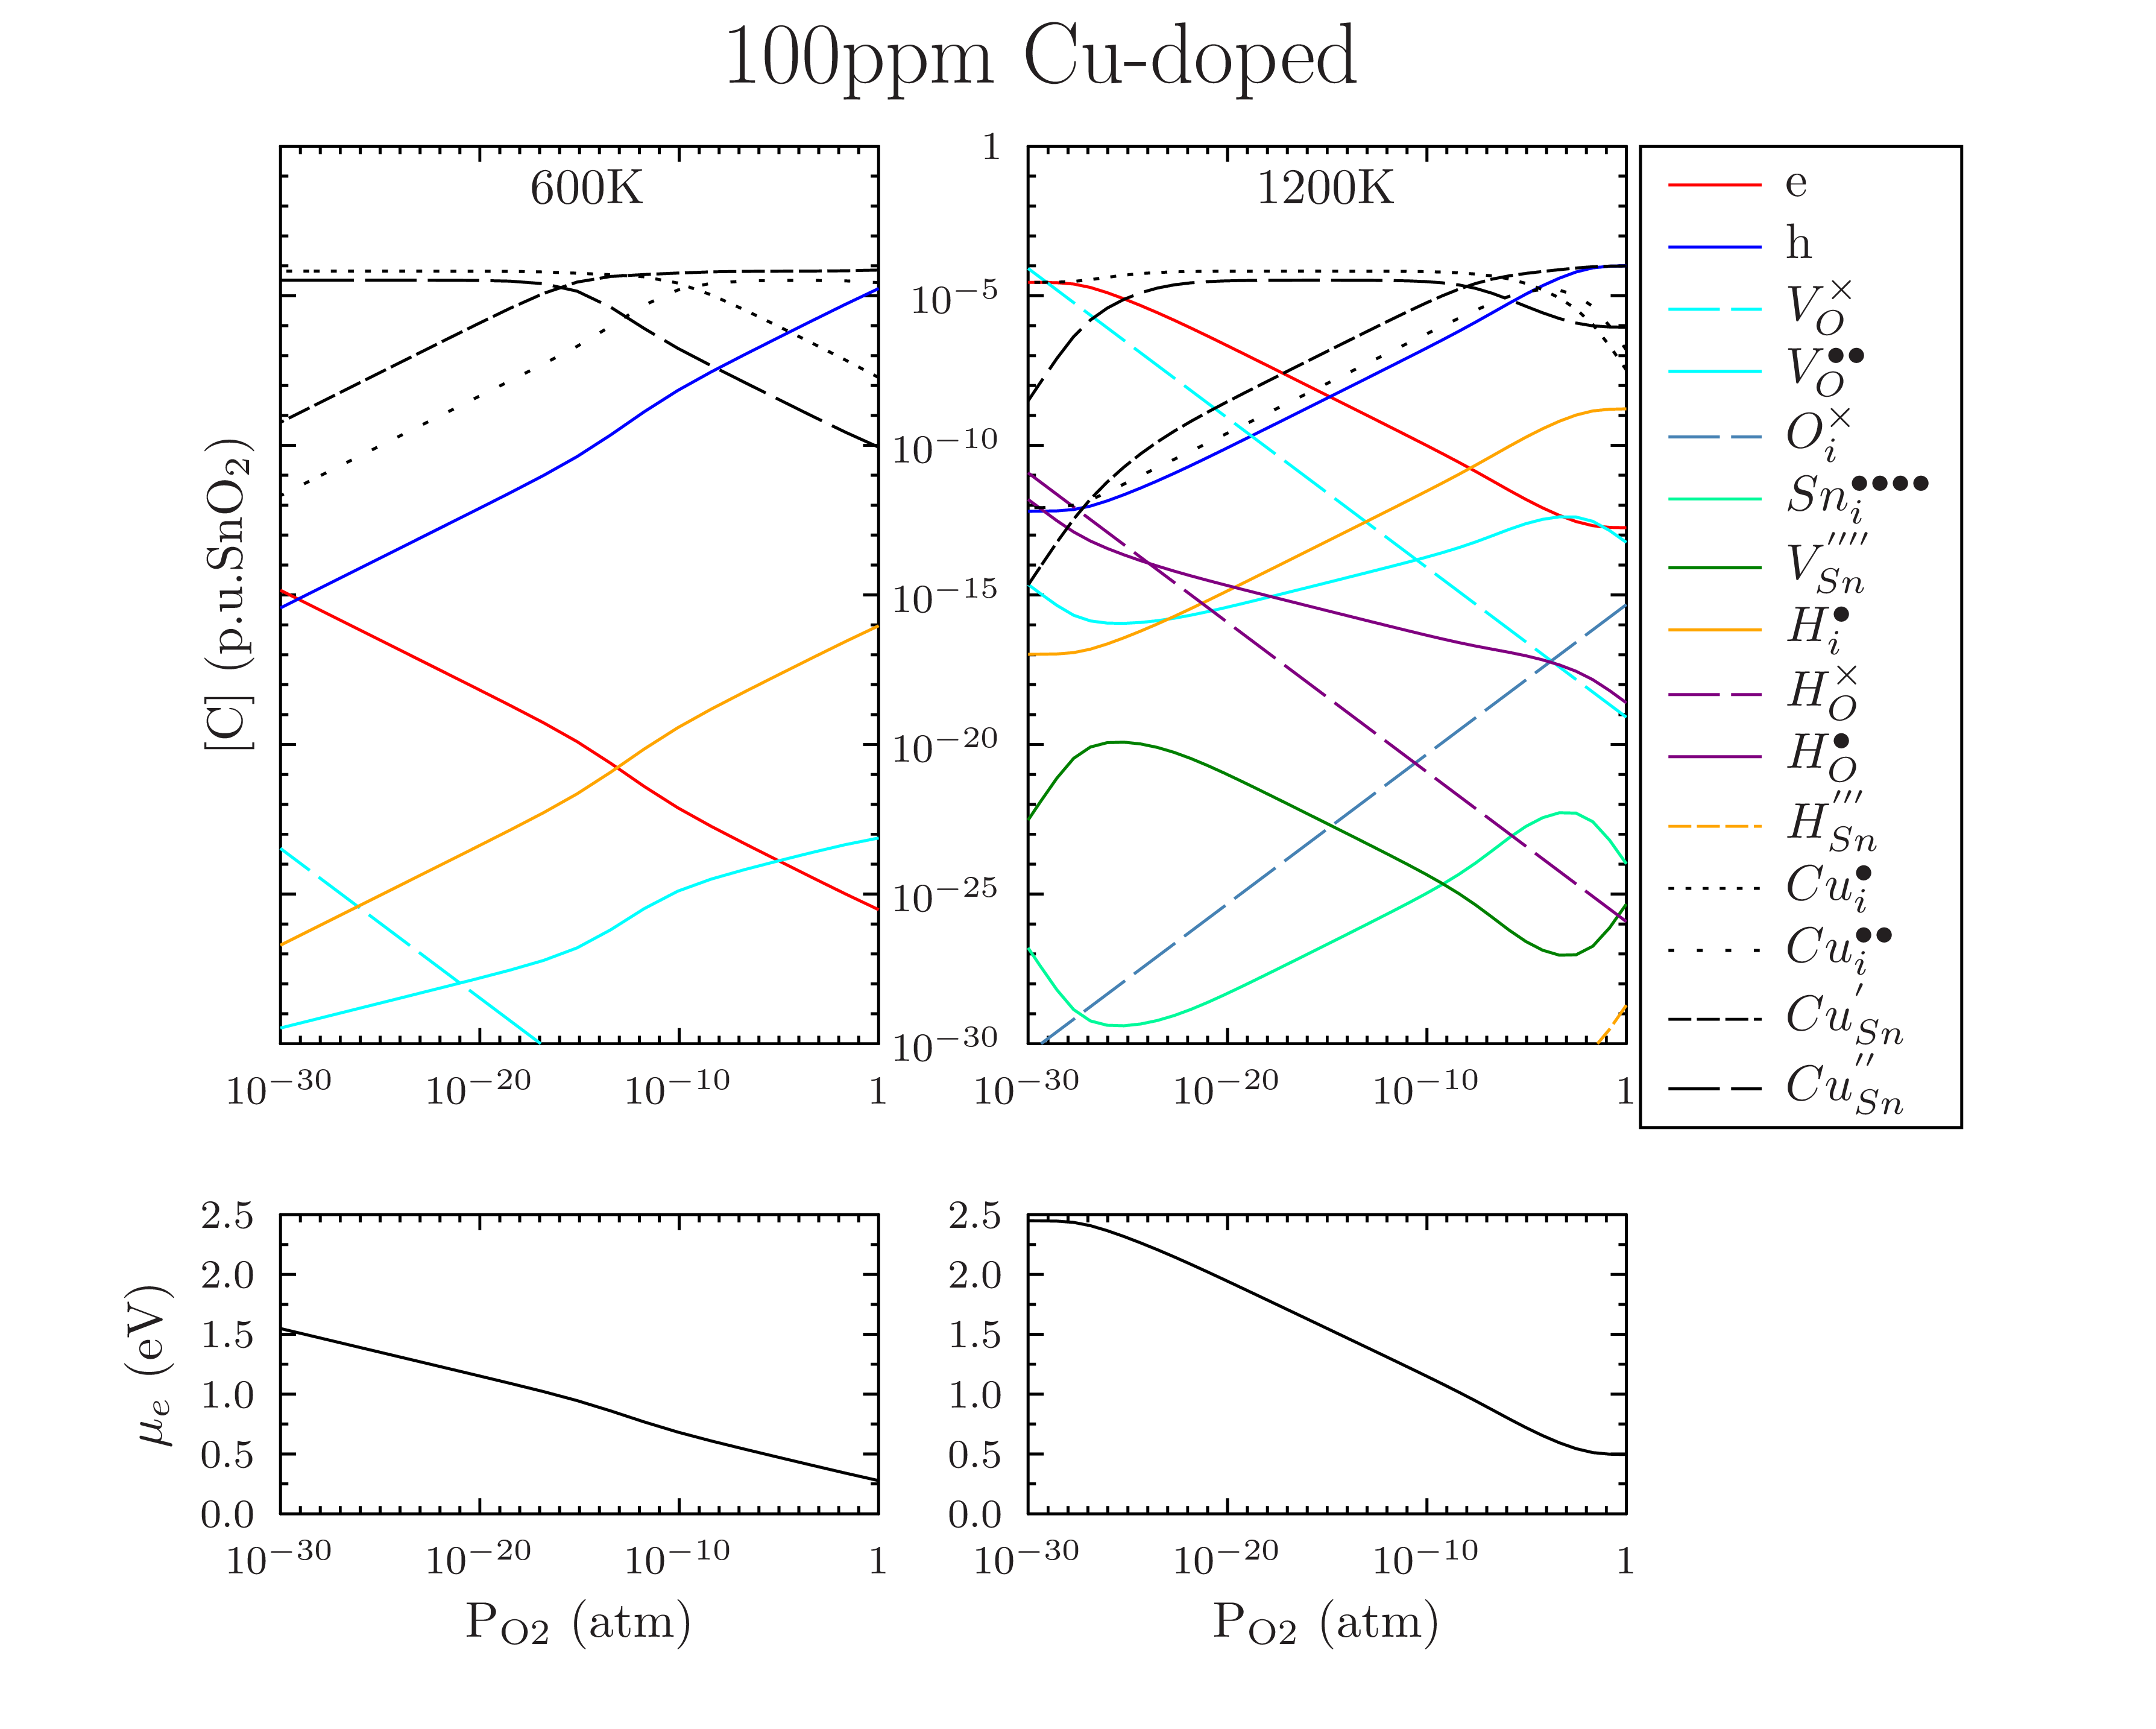 100ppm Cu-doped
600K
1200K
[C] (p.u.SnO₂)
1
10⁻⁵
10⁻¹⁰
10⁻¹⁵
10⁻²⁰
10⁻²⁵
10⁻³⁰
10⁻³⁰ 10⁻²⁰ 10⁻¹⁰ 1
10⁻³⁰ 10⁻²⁰ 10⁻¹⁰ 1
e
h
V_O^×
V_O^●●
O_i^×
Sn_i^●●●●
V_Sn^′′′′
H_i^●
H_O^×
H_O^●
H_Sn^′′′
Cu_i^●
Cu_i^●●
Cu_Sn^′
Cu_Sn^′′
μₑ (eV)
2.5
2.0
1.5
1.0
0.5
0.0
10⁻³⁰ 10⁻²⁰ 10⁻¹⁰ 1
P_O2 (atm)
2.5
2.0
1.5
1.0
0.5
0.0
10⁻³⁰ 10⁻²⁰ 10⁻¹⁰ 1
P_O2 (atm)